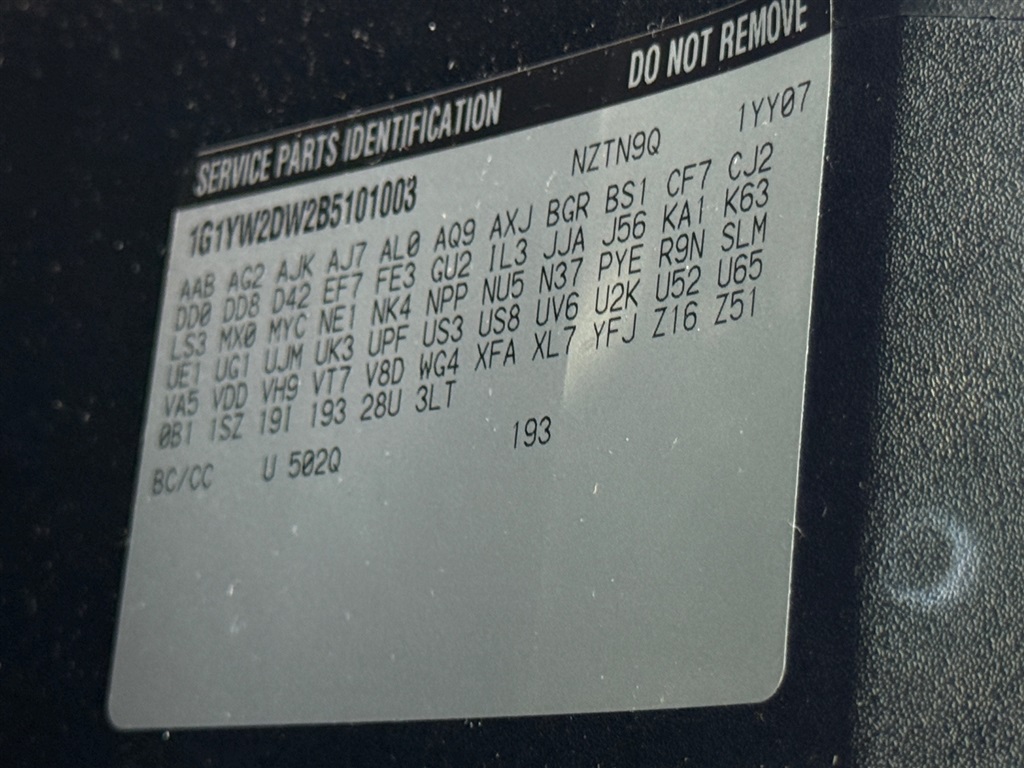 SERVICE PARTS IDENTIFICATION DO NOT REMOVE
1G1YW2DW2B5101003 NZTN9Q 1YY07
AAB AG2 AJK AJ7 AL0 AQ9 AXJ BGR BS1 CF7 CJ2
DD0 DD8 D42 EF7 FE3 GU2 IL3 JJA J56 KA1 K63
LS3 MX0 MYC NE1 NK4 NPP NU5 N37 PYE R9N SLM
UE1 UG1 UJM UK3 UPF US3 US8 UV6 U2K U52 U65
VA5 VDD VH9 VT7 V8D WG4 XFA XL7 YFJ Z16 Z51
0B1 1SZ 19I 193 28U 3LT
BC/CC U 502Q 193